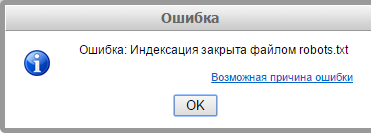 Ошибка
Ошибка: Индексация закрыта файлом robots.txt
Возможная причина ошибки
OK